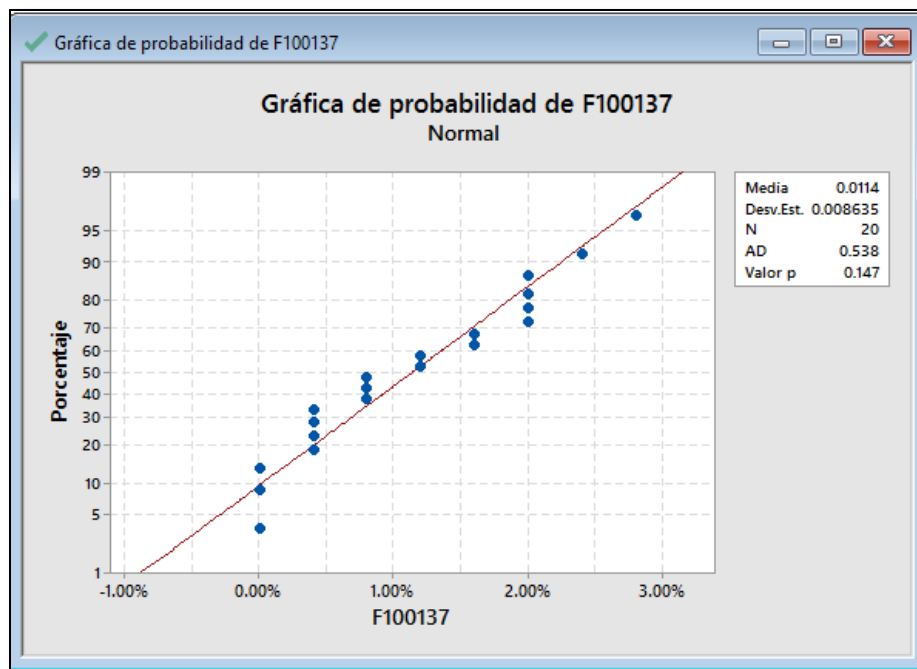 Gráfica de probabilidad de F100137
Gráfica de probabilidad de F100137
Normal
99
95
90
80
70
60
50
40
30
20
10
5
1
Porcentaje
-1.00% 0.00% 1.00% 2.00% 3.00%
F100137
Media 0.0114
Desv.Est. 0.008635
N 20
AD 0.538
Valor p 0.147